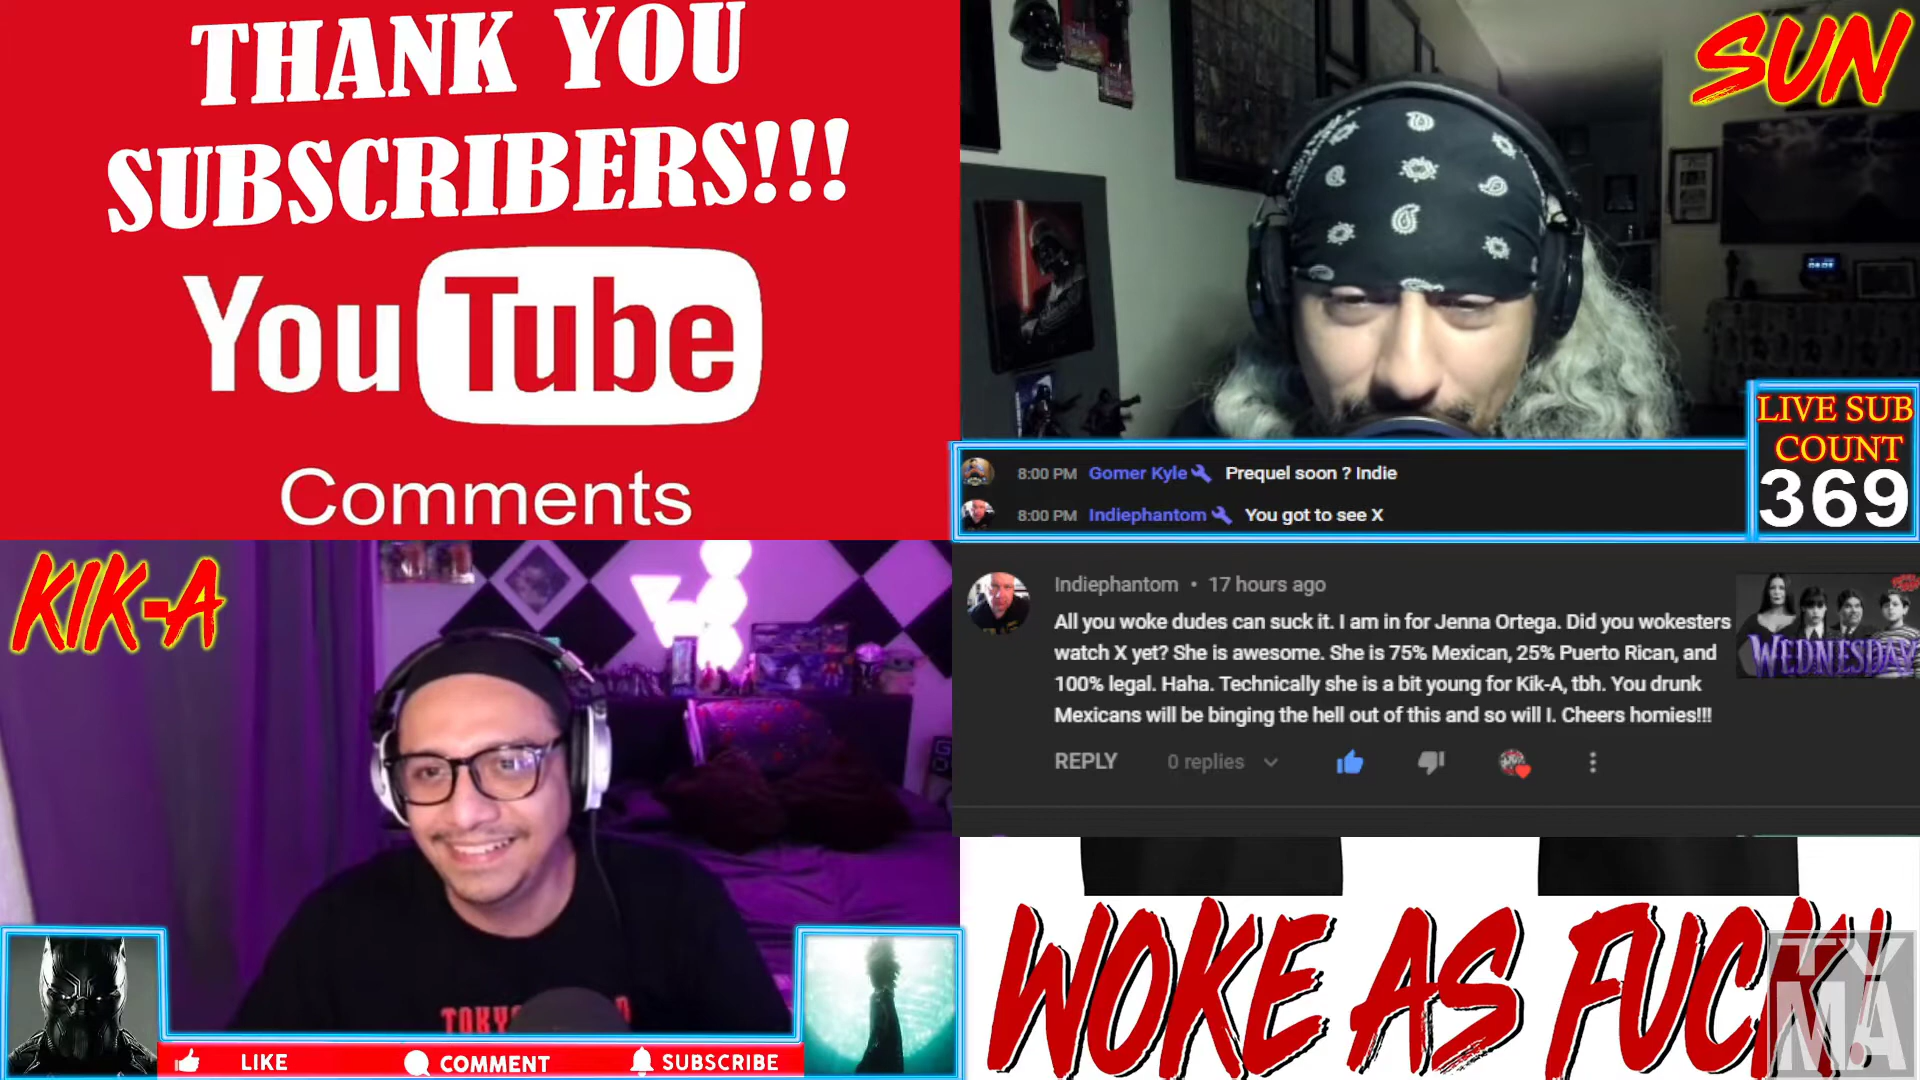 THANK YOU
SUBSCRIBERS!!!
YouTube
Comments
SUN
LIVE SUB
COUNT
369
8:00 PM Gomer Kyle Prequel soon ? Indie
8:00 PM Indiephantom You got to see X
KIK-A
Indiephantom • 17 hours ago
All you woke dudes can suck it. I am in for Jenna Ortega. Did you wokesters
watch X yet? She is awesome. She is 75% Mexican, 25% Puerto Rican, and
100% legal. Haha. Technically she is a bit young for Kik-A, tbh. You drunk
Mexicans will be binging the hell out of this and so will I. Cheers homies!!!
REPLY 0 replies
WEDNESDAY
WOKE AS FUCK
TY
MA
LIKE COMMENT SUBSCRIBE